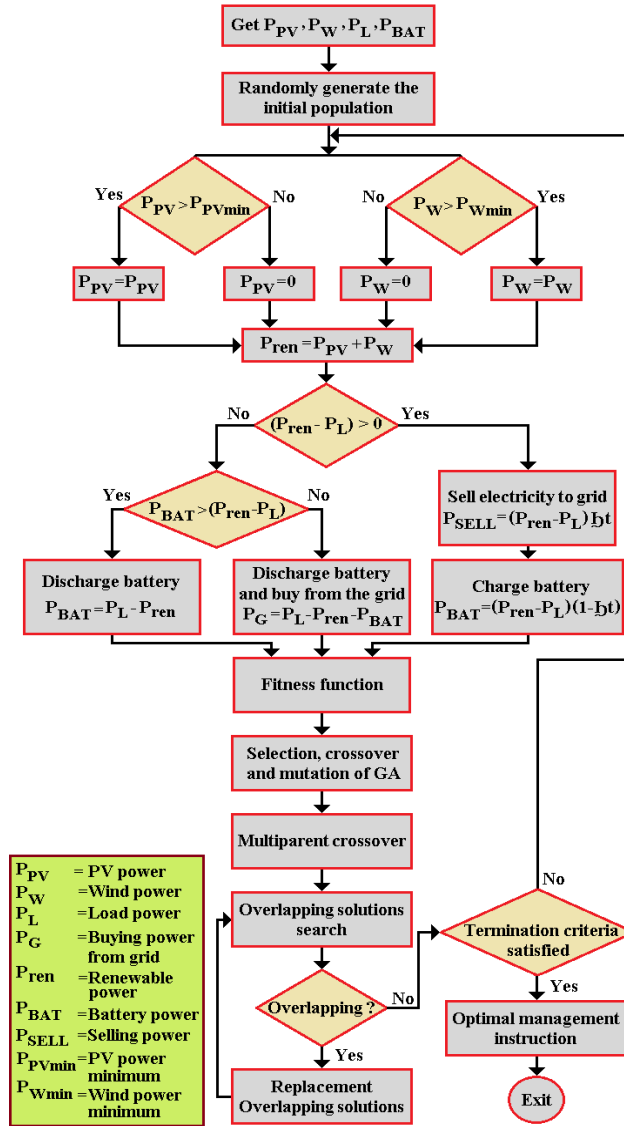 Get P_PV, P_W, P_L, P_BAT
Randomly generate the
initial population
Yes
P_PV>P_PVmin
No
No
P_W>P_Wmin
Yes
P_PV=P_PV
P_PV=0
P_W=0
P_W=P_W
P_ren=P_PV+P_W
No
(P_ren-P_L)>0
Yes
Yes
P_BAT>(P_ren-P_L)
No
Sell electricity to grid
P_SELL=(P_ren-P_L)Ϧt
Discharge battery
P_BAT=P_L-P_ren
Discharge battery
and buy from the grid
P_G=P_L-P_ren-P_BAT
Charge battery
P_BAT=(P_ren-P_L)(1-Ϧt)
Fitness function
Selection, crossover
and mutation of GA
Multiparent crossover
Overlapping solutions
search
Overlapping ?
No
Yes
Replacement
Overlapping solutions
No
Termination criteria
satisfied
Yes
Optimal management
instruction
Exit
P_PV = PV power
P_W =Wind power
P_L =Load power
P_G =Buying power
from grid
P_ren =Renewable
power
P_BAT =Battery power
P_SELL =Selling power
P_PVmin =PV power
minimum
P_Wmin =Wind power
minimum